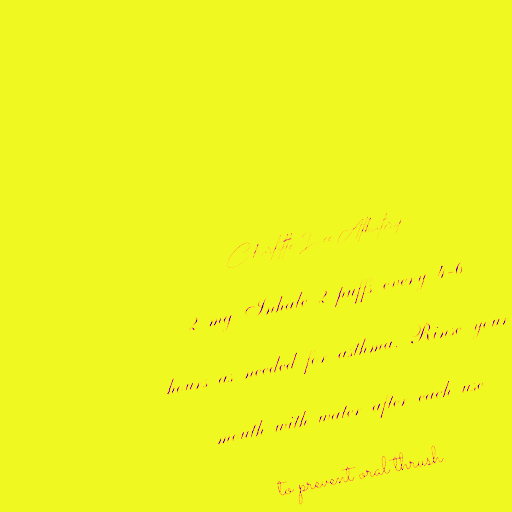 2 mg Inhale 2 puffs every 4-6
hours as needed for asthma. Rinse your
mouth with water after each use
to prevent oral thrush